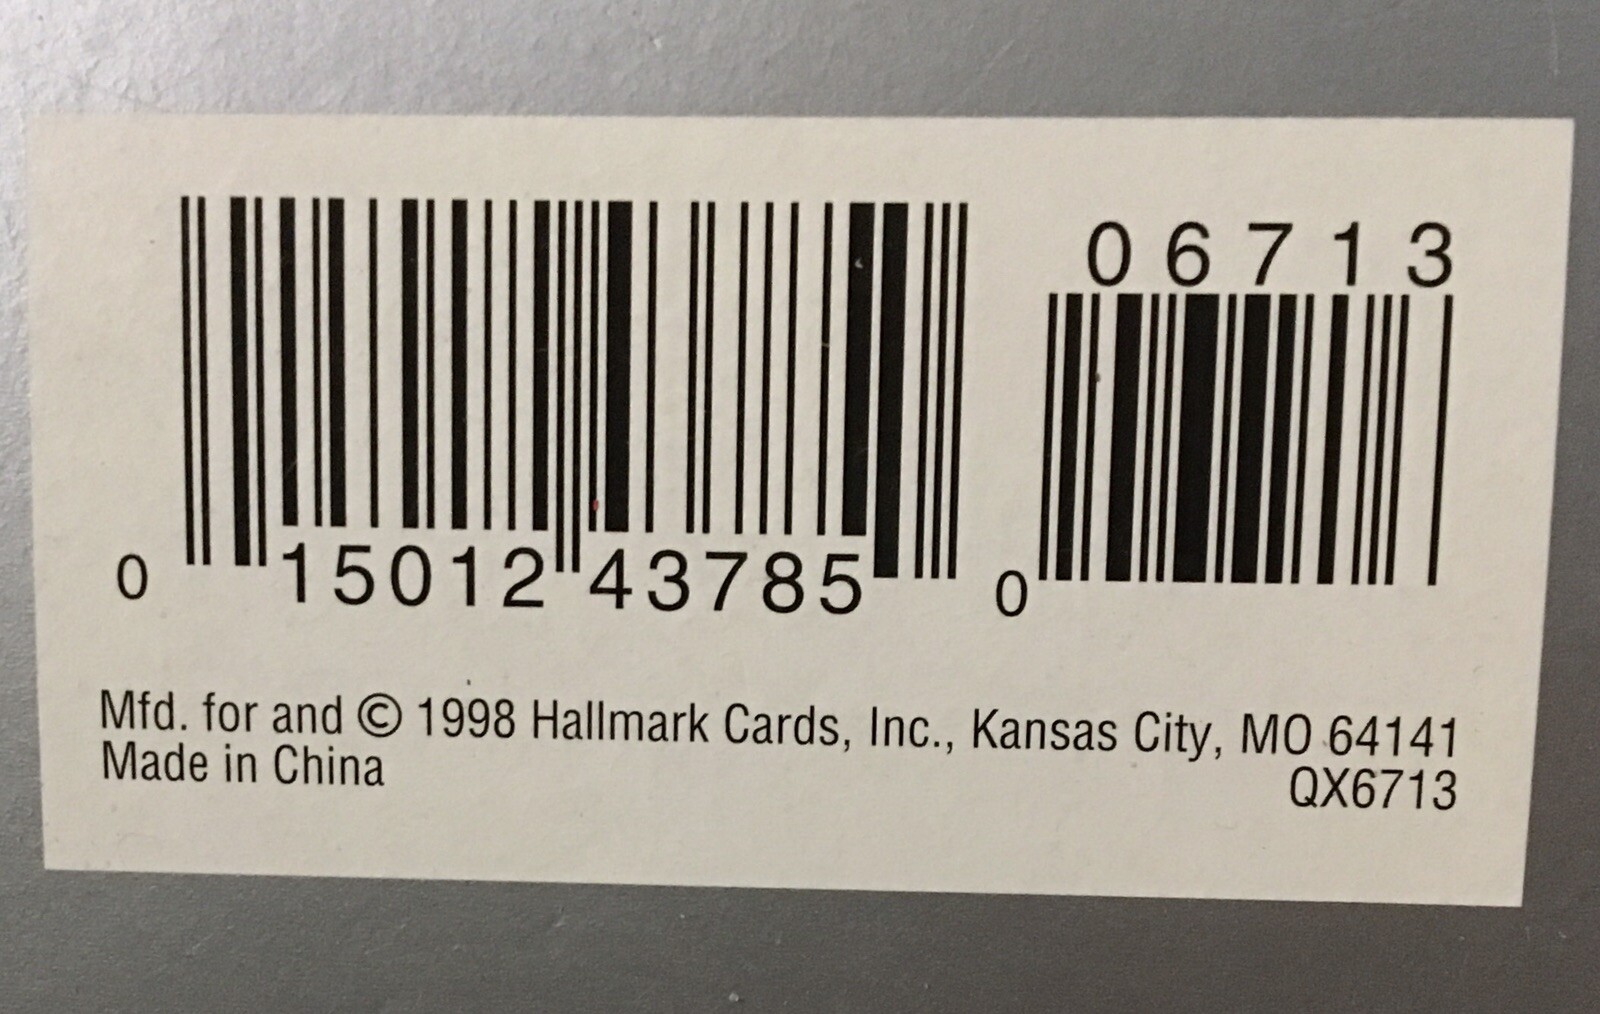 06713
0 15012 43785 0
Mfd. for and © 1998 Hallmark Cards, Inc., Kansas City, MO 64141
Made in China
QX6713